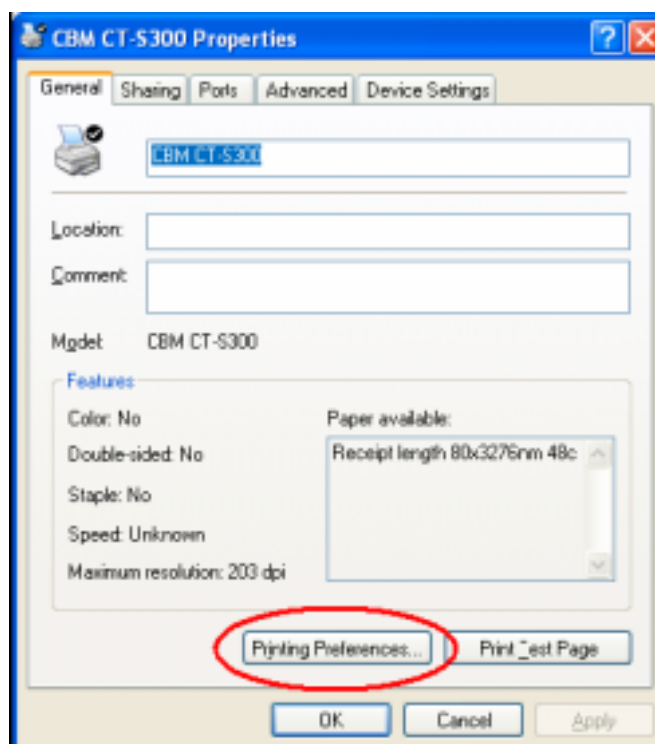 CBM CT-S300 Properties
General Sharing Ports Advanced Device Settings
CBM CT-S300
Location:
Comment:
Model: CBM CT-S300
Features
Color: No
Paper available:
Double-sided: No
Receipt length 80x3276mm 48c
Staple: No
Speed: Unknown
Maximum resolution: 203 dpi
Printing Preferences...
Print Test Page
OK Cancel Apply